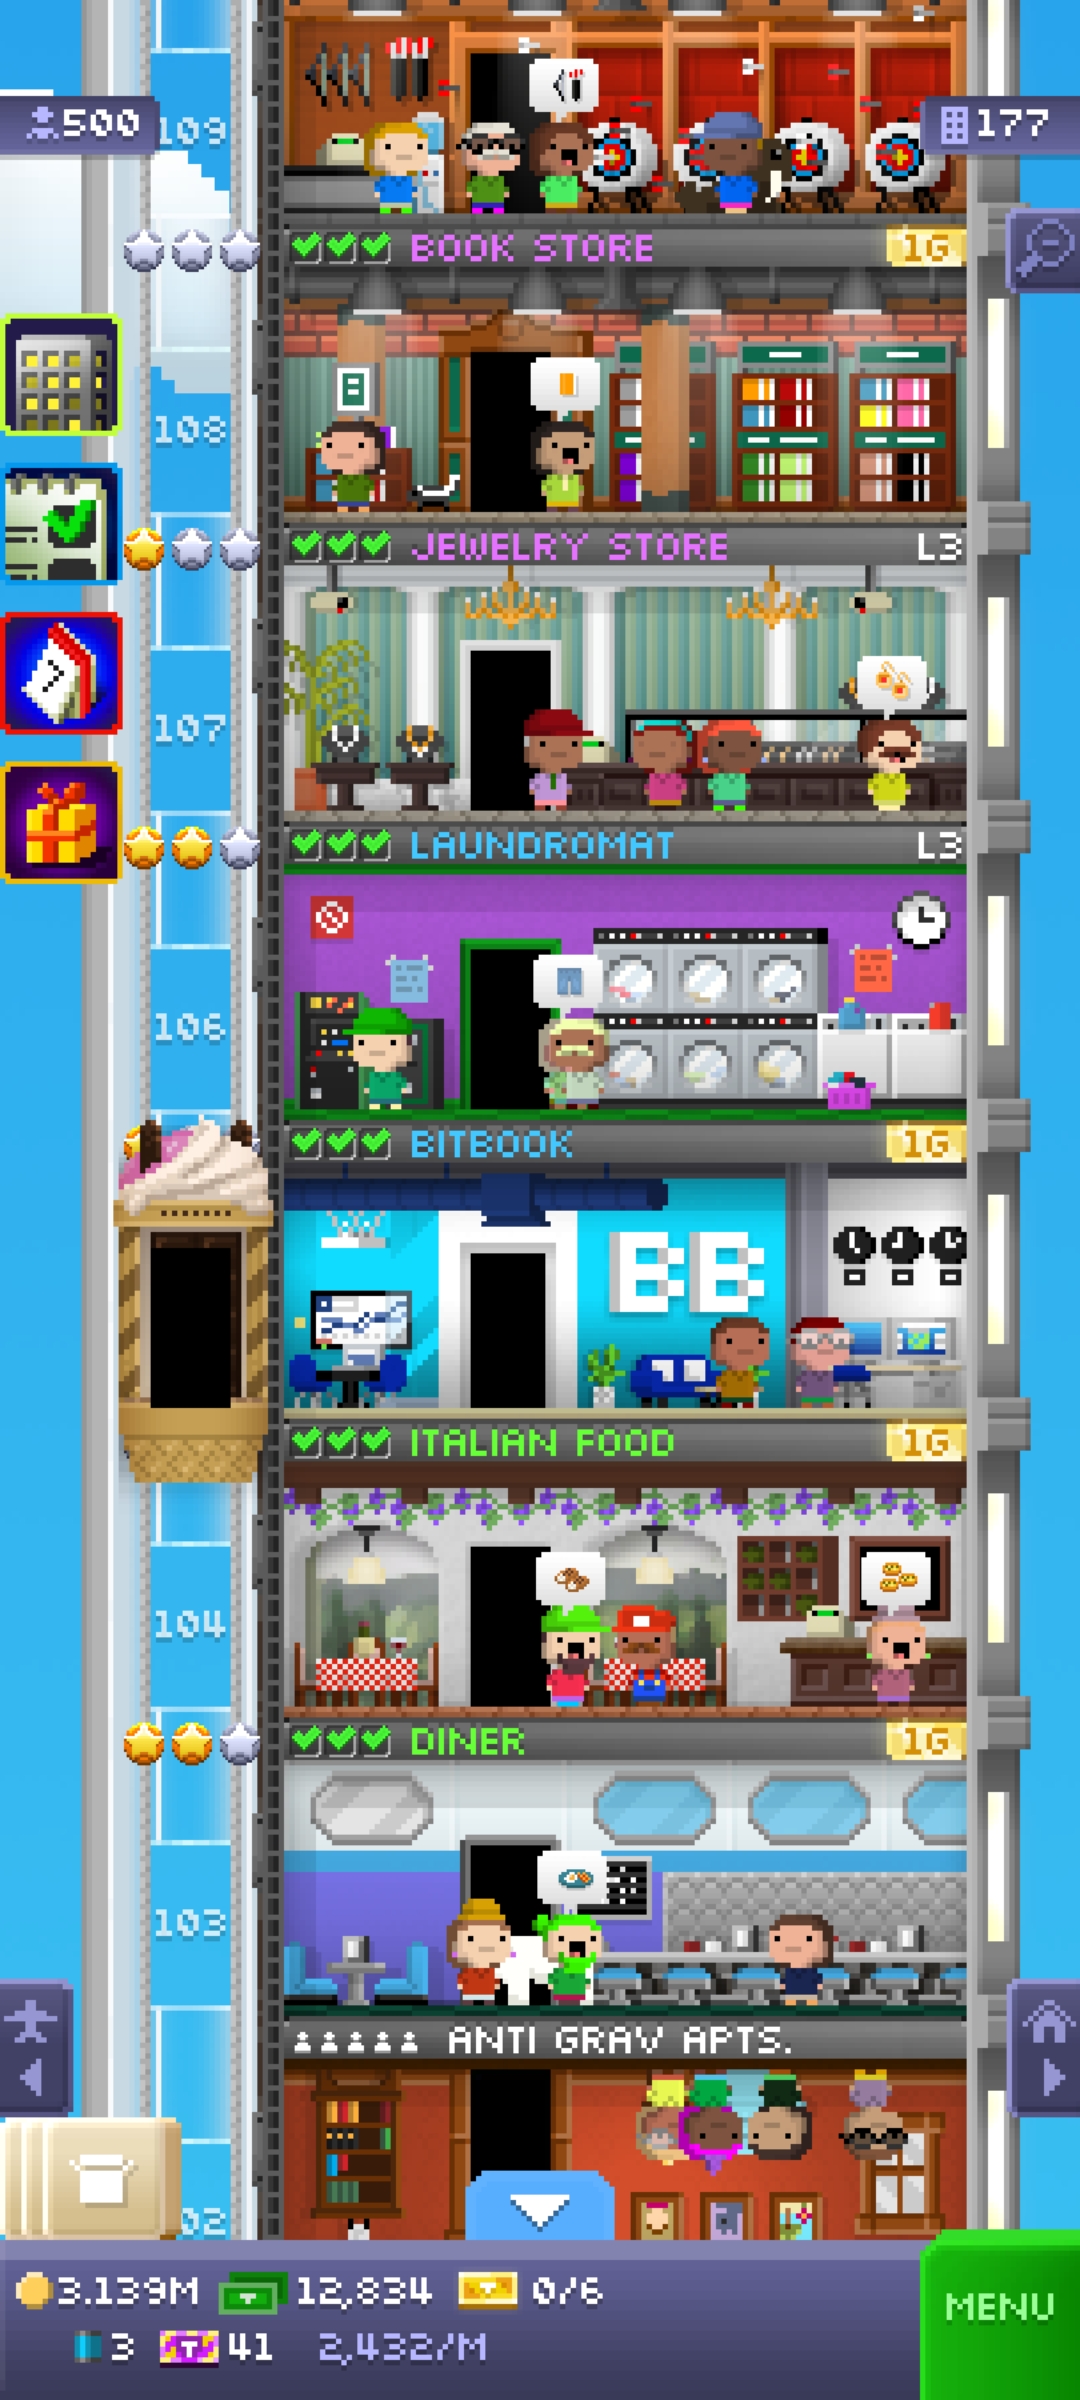 500
109
177
BOOK STORE
1G
108
JEWELRY STORE
L3
107
LAUNDROMAT
L3
106
BITBOOK
1G
BB
ITALIAN FOOD
1G
104
DINER
1G
103
ANTI GRAV APTS.
02
3.139M
12,834
0/6
MENU
3
T
41
2,432/M